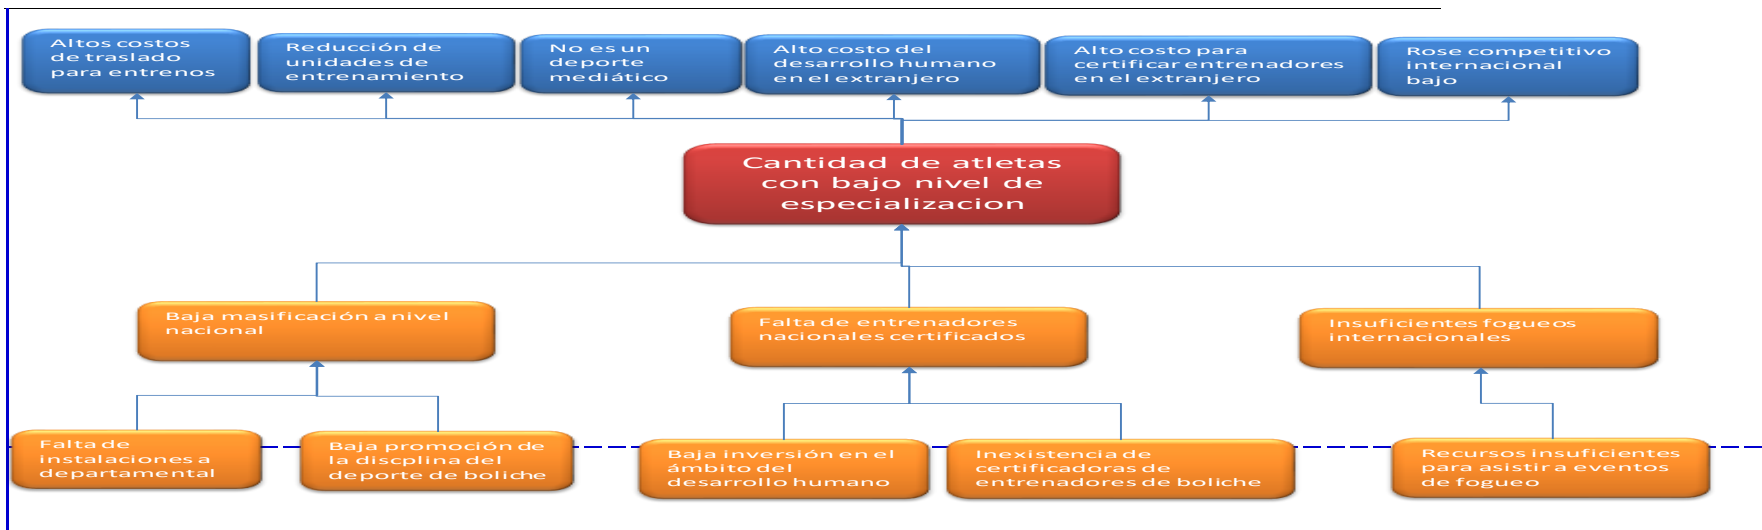 Altos costos
de traslado
para entrenos
Reducción de
unidades de
entrenamiento
No es un
deporte
mediático
Alto costo del
desarrollo humano
en el extranjero
Alto costo para
certificar entrenadores
en el extranjero
Rose competitivo
internacional
bajo
Cantidad de atletas
con bajo nivel de
especializacion
Baja masificación a nivel
nacional
Falta de entrenadores
nacionales certificados
Insuficientes fogueos
internacionales
Falta de
instalaciones a
departamental
Baja promoción de
la discplina del
deporte de boliche
Baja inversión en el
ámbito del
desarrollo humano
Inexistencia de
certificadoras de
entrenadores de boliche
Recursos insuficientes
para asistir a eventos
de fogueo